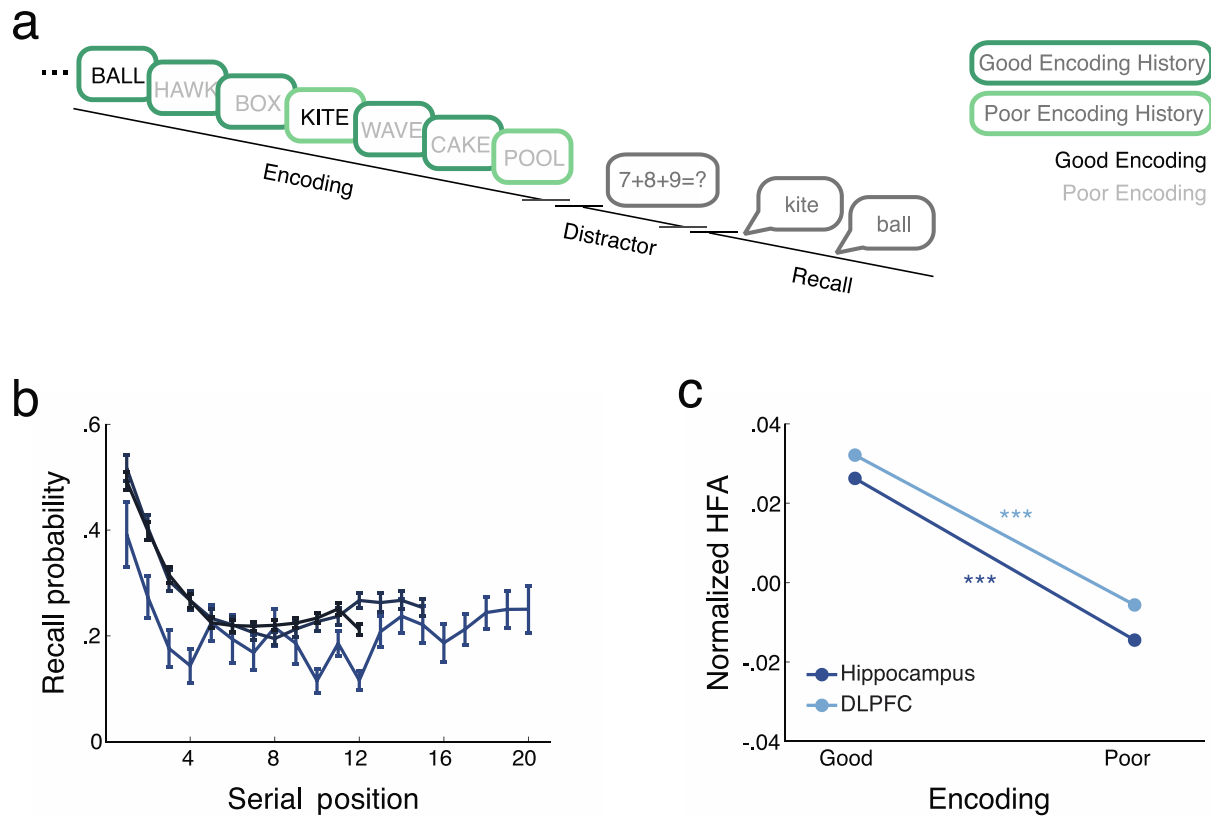 a
...
BALL
HAWK
BOX
KITE
WAVE
CAKE
POOL
Encoding
7+8+9=?
Distractor
kite
ball
Recall
Good Encoding History
Poor Encoding History
Good Encoding
Poor Encoding
b
Recall probability
.6
.4
.2
0
4
8
12
16
20
Serial position
c
Normalized HFA
.04
.02
.00
-.02
-.04
***
***
Hippocampus
DLPFC
Good
Poor
Encoding